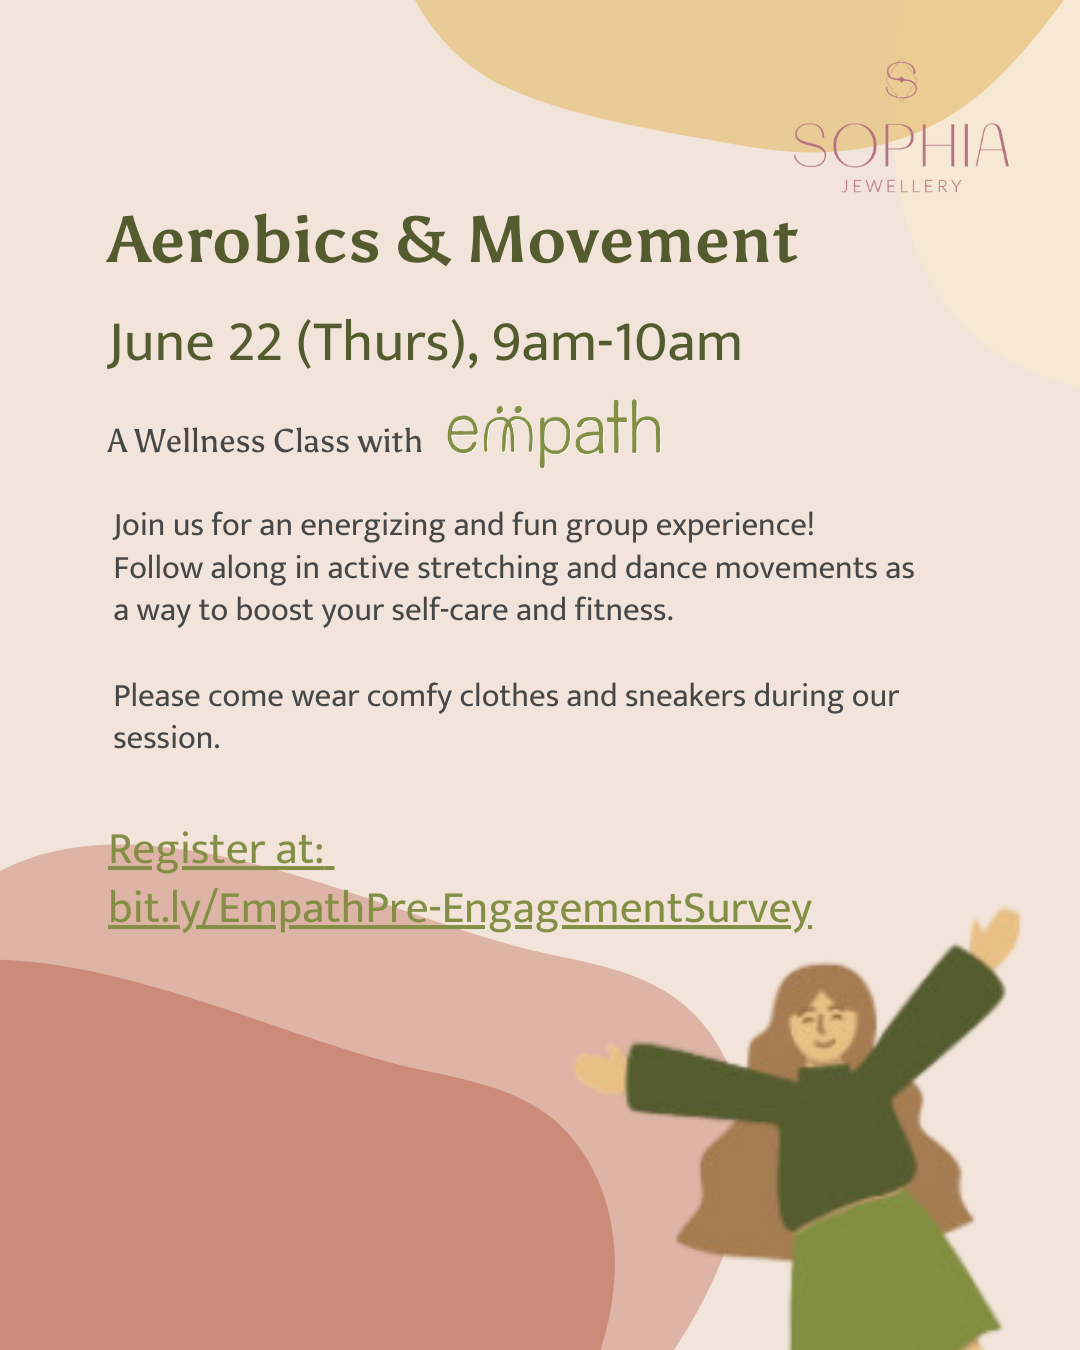 SOPHIA
JEWELLERY
Aerobics & Movement
June 22 (Thurs), 9am-10am
A Wellness Class with empath
Join us for an energizing and fun group experience!
Follow along in active stretching and dance movements as
a way to boost your self-care and fitness.
Please come wear comfy clothes and sneakers during our
session.
Register at:
bit.ly/EmpathPre-EngagementSurvey